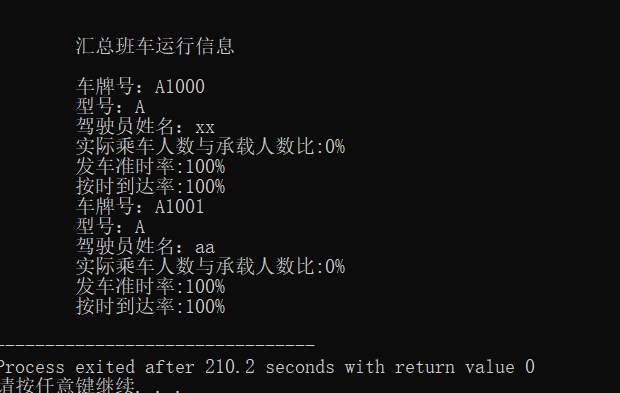 汇总班车运行信息
车牌号：A1000
型号：A
驾驶员姓名：xx
实际乘车人数与承载人数比:0%
发车准时率:100%
按时到达率:100%
车牌号：A1001
型号：A
驾驶员姓名：aa
实际乘车人数与承载人数比:0%
发车准时率:100%
按时到达率:100%
--------------------------------
Process exited after 210.2 seconds with return value 0
请按任意键继续. . .